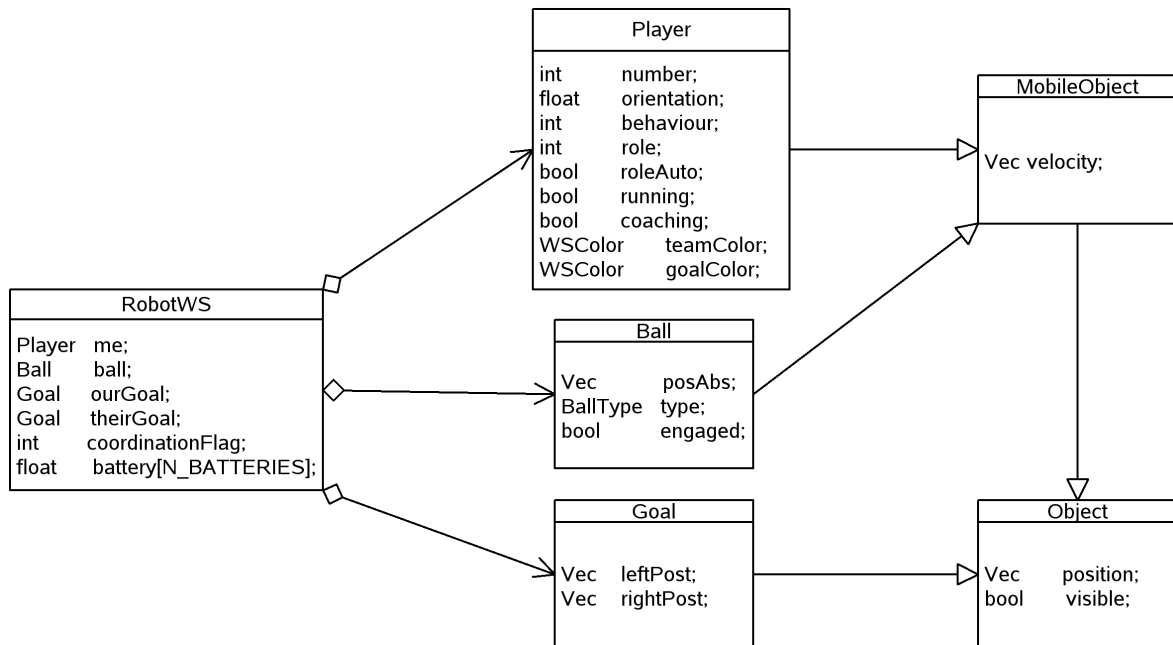 Player
int number;
float orientation;
int behaviour;
int role;
bool roleAuto;
bool running;
bool coaching;
WSColor teamColor;
WSColor goalColor;
MobileObject
Vec velocity;
RobotWS
Player me;
Ball ball;
Goal ourGoal;
Goal theirGoal;
int coordinationFlag;
float battery[N_BATTERIES];
Ball
Vec posAbs;
BallType type;
bool engaged;
Goal
Vec leftPost;
Vec rightPost;
Object
Vec position;
bool visible;